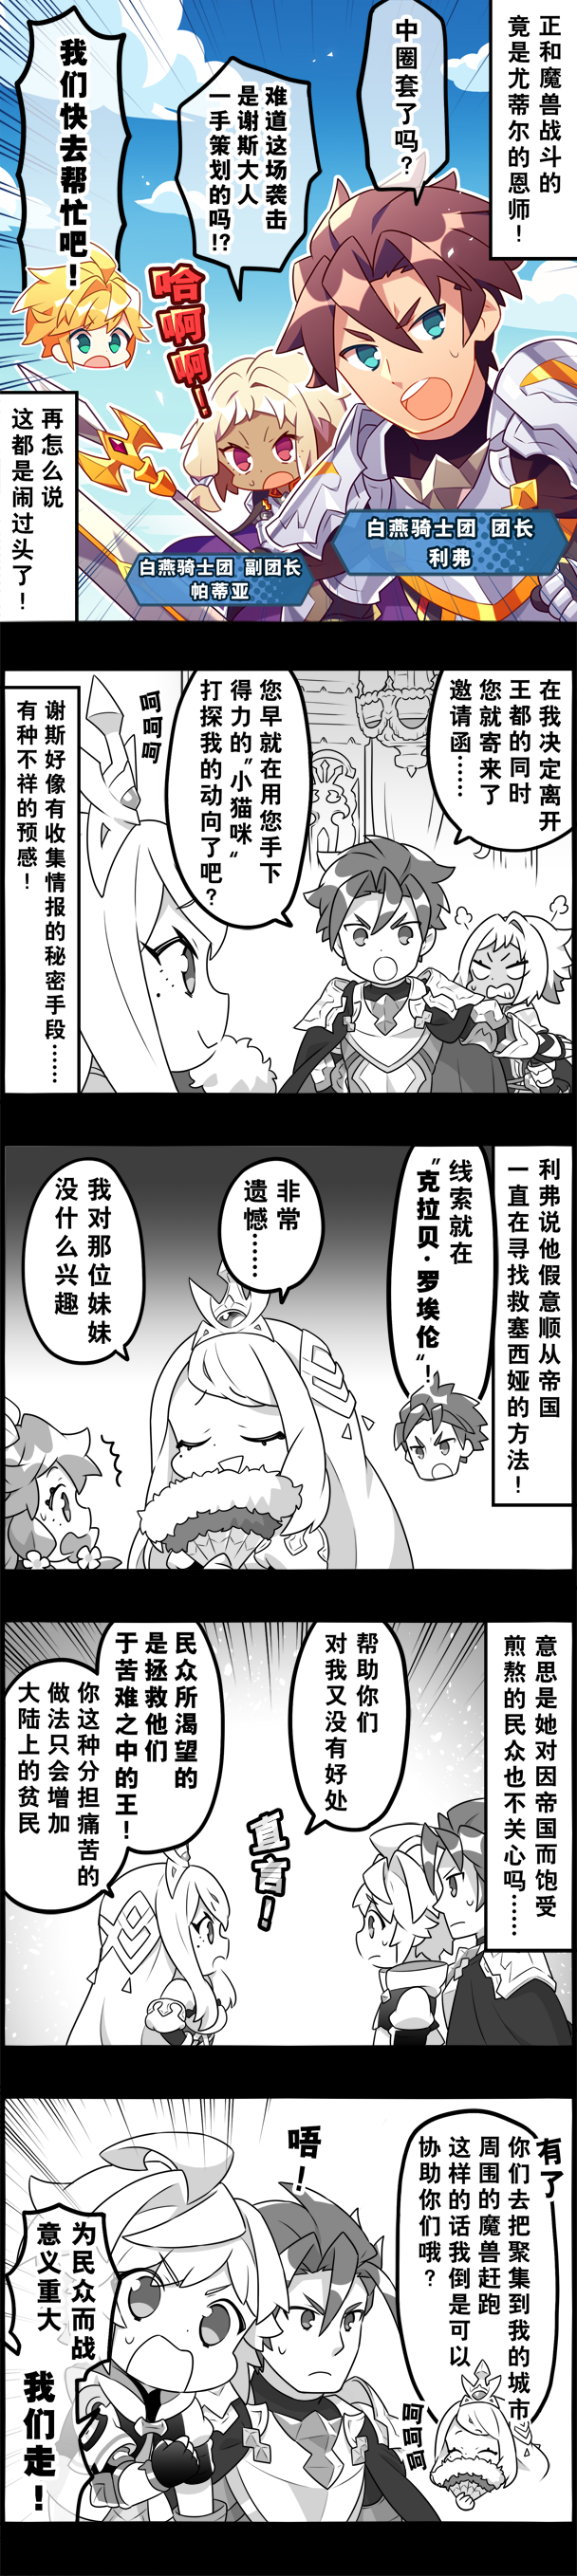 正和魔兽战斗的
竟是尤蒂尔的恩师！
中圈套了吗？
难道这场袭击
是谢斯大人
一手策划的吗!?
我们快去帮忙吧！
哈啊啊！
白燕骑士团 团长
利弗
白燕骑士团 副团长
帕蒂亚
再怎么说
这都是闹过头了！
在我决定离开
王都的同时
您就寄来了
邀请函……
您早就在用您手下
得力的"小猫咪"
打探我的动向了吧？
呵呵呵
谢斯好像有收集情报的秘密手段……
有种不祥的预感！
利弗说他假意顺从帝国
一直在寻找救塞西娅的方法！
线索就在
"克拉贝·罗埃伦"！
非常
遗憾……
我对那位妹妹
没什么兴趣
意思是她对因帝国而饱受
煎熬的民众也不关心吗……
帮助你们
对我又没有好处
直言！
民众所渴望的
是拯救他们
于苦难之中的王！
你这种分担痛苦的
做法只会增加
大陆上的贫民
有了
你们去把聚集到我的城市
周围的魔兽赶跑
这样的话我倒是可以
协助你们哦？
呵呵呵
唔！
为民众而战
意义重大
我们走！